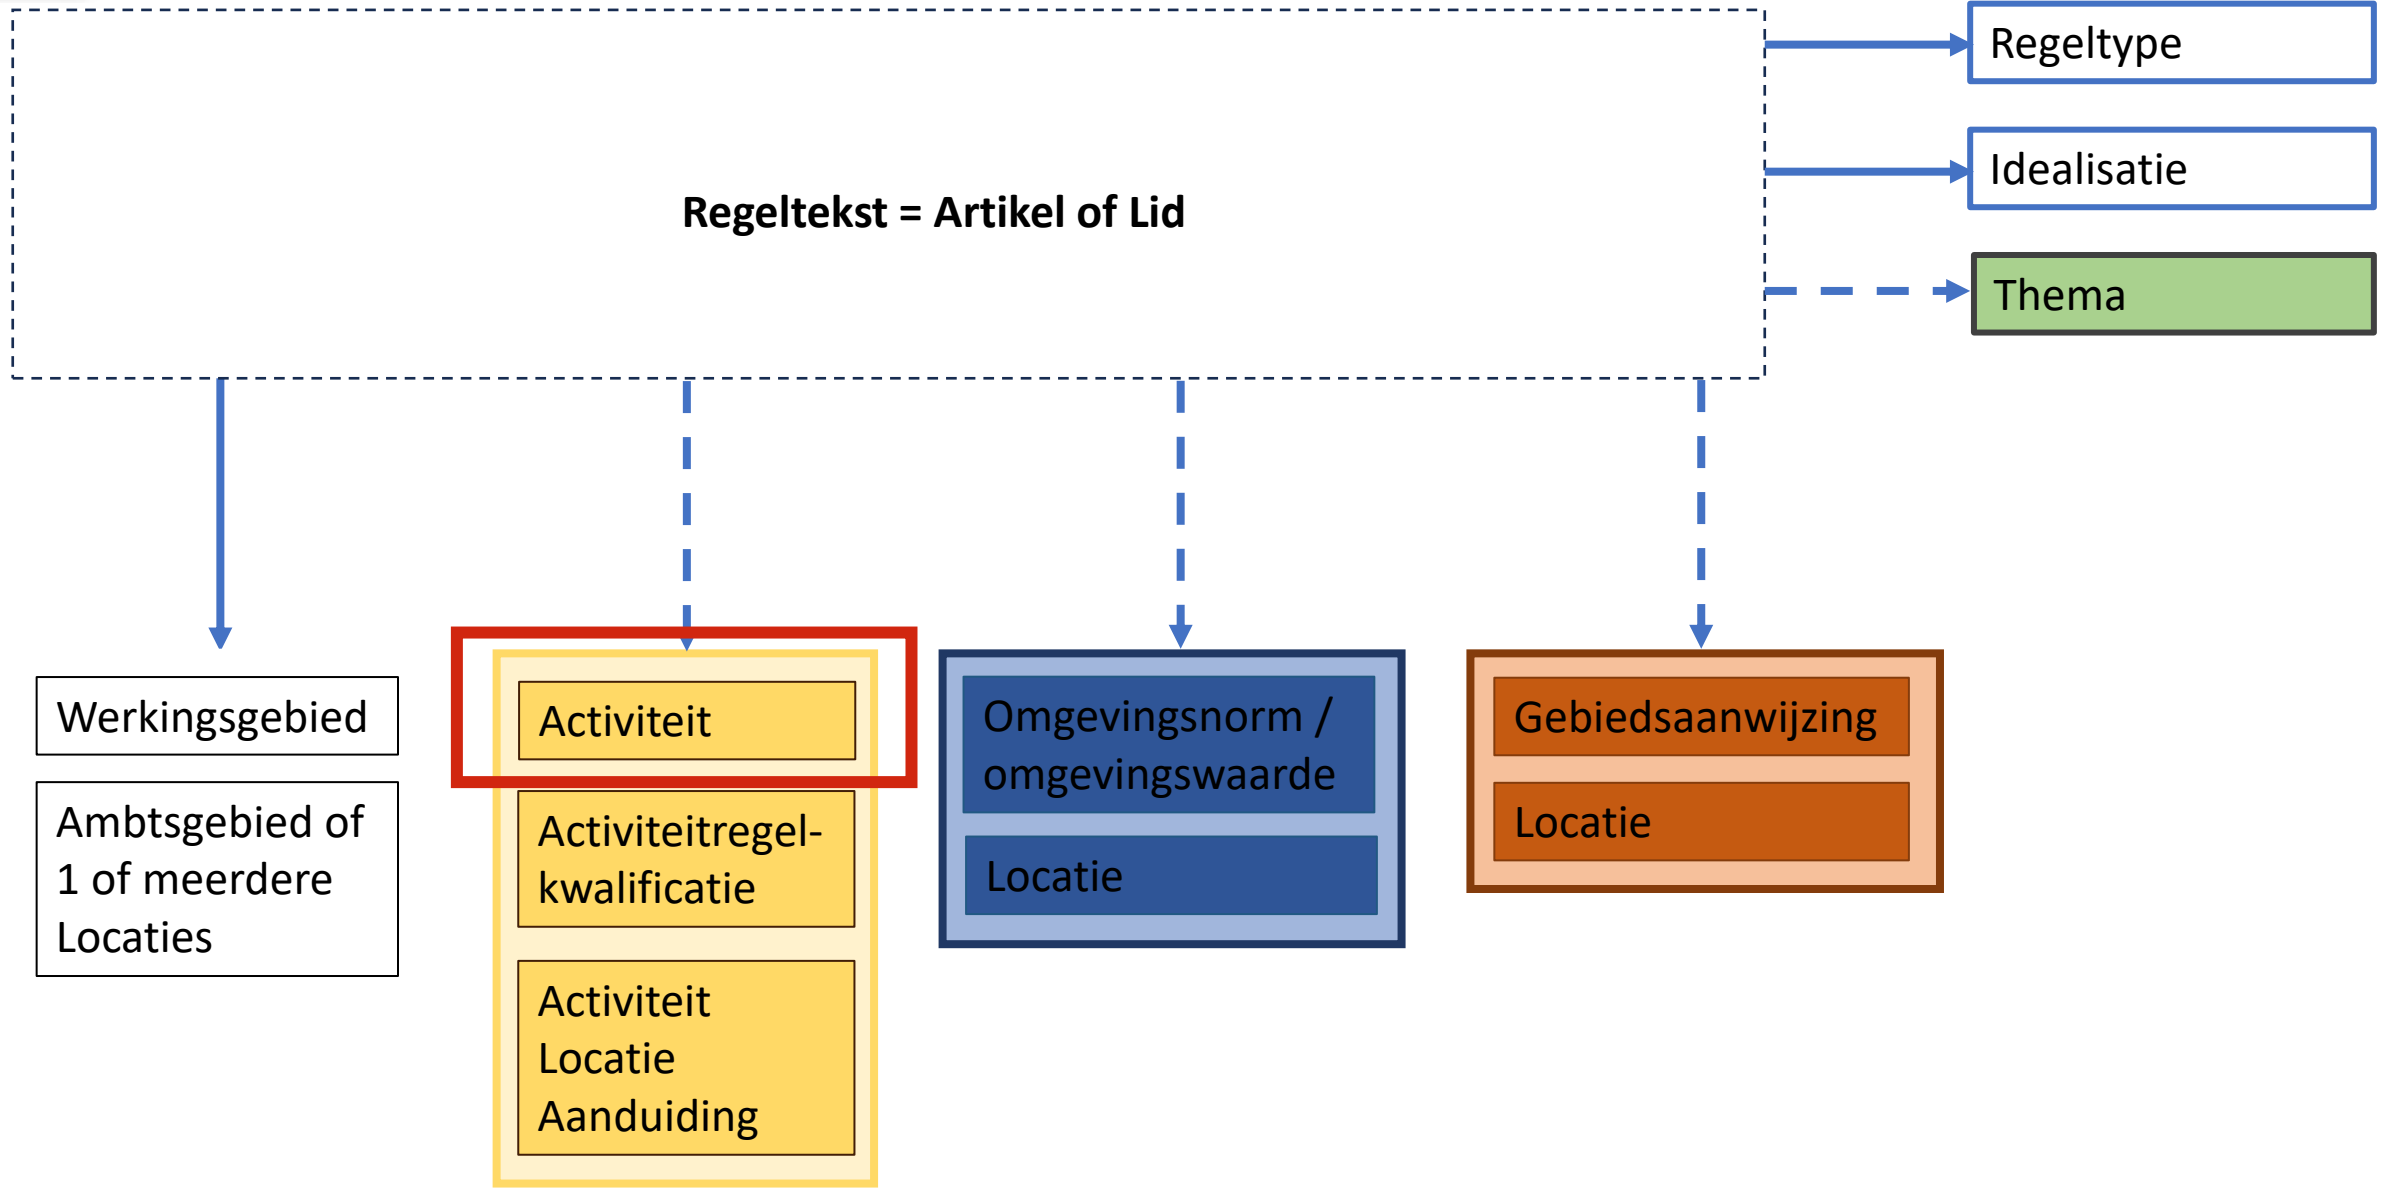 Regeltype
Idealisatie
Regeltekst = Artikel of Lid
Thema
Werkingsgebied
Ambtsgebied of
1 of meerdere
Locaties
Activiteit
Activiteitregel-
kwalificatie
Activiteit
Locatie
Aanduiding
Omgevingsnorm /
omgevingswaarde
Locatie
Gebiedsaanwijzing
Locatie